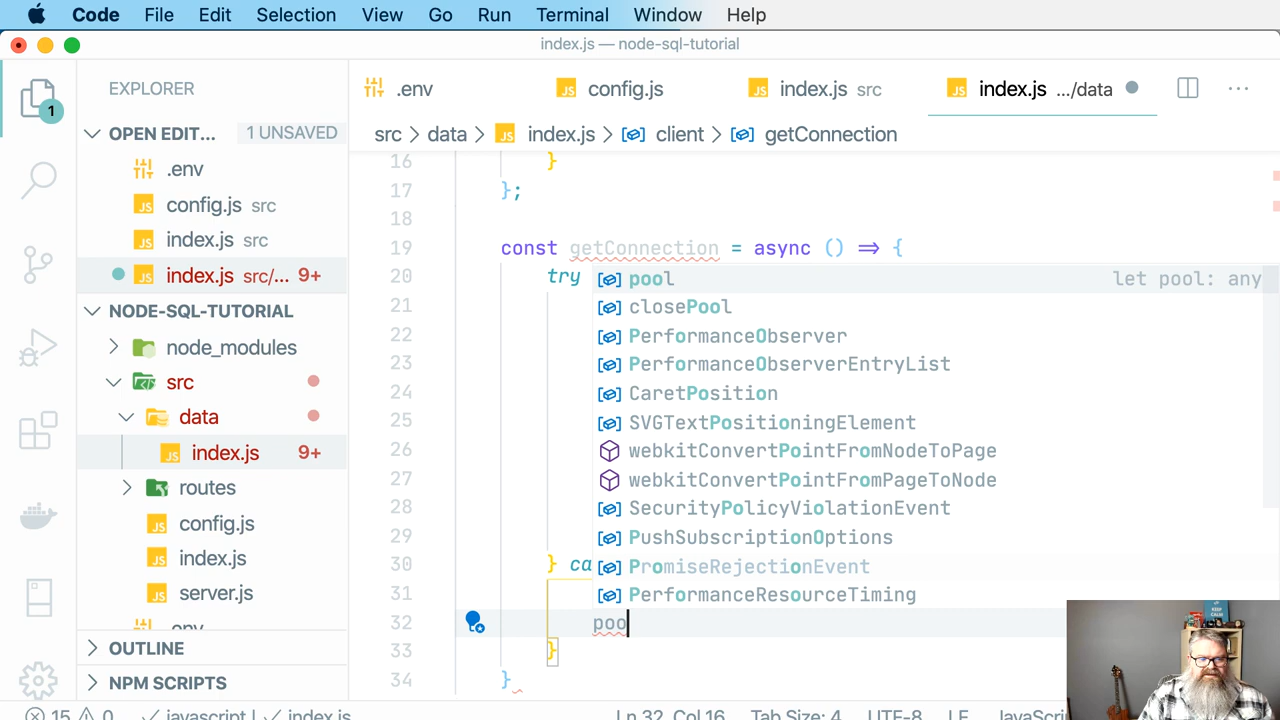 Code File Edit Selection View Go Run Terminal Window Help
index.js — node-sql-tutorial
EXPLORER
.env
config.js
index.js src
index.js .../data
1
OPEN EDIT... 1 UNSAVED
src > data > index.js > client > getConnection
.env
config.js src
index.js src
index.js src/... 9+
NODE-SQL-TUTORIAL
node_modules
src
data
index.js 9+
routes
config.js
index.js
server.js
.env
OUTLINE
NPM SCRIPTS
16 }
17 };
18
19 const getConnection = async () => {
20 try
21
22
23
24
25
26
27
28
29
30 } ca
31
32 poo
33 }
34 }
pool let pool: any
closePool
PerformanceObserver
PerformanceObserverEntryList
CaretPosition
SVGTextPositioningElement
webkitConvertPointFromNodeToPage
webkitConvertPointFromPageToNode
SecurityPolicyViolationEvent
PushSubscriptionOptions
PromiseRejectionEvent
PerformanceResourceTiming
15 0 javascript | index.js Ln 32, Col 16 Tab Size: 4 UTF-8 LF JavaScri